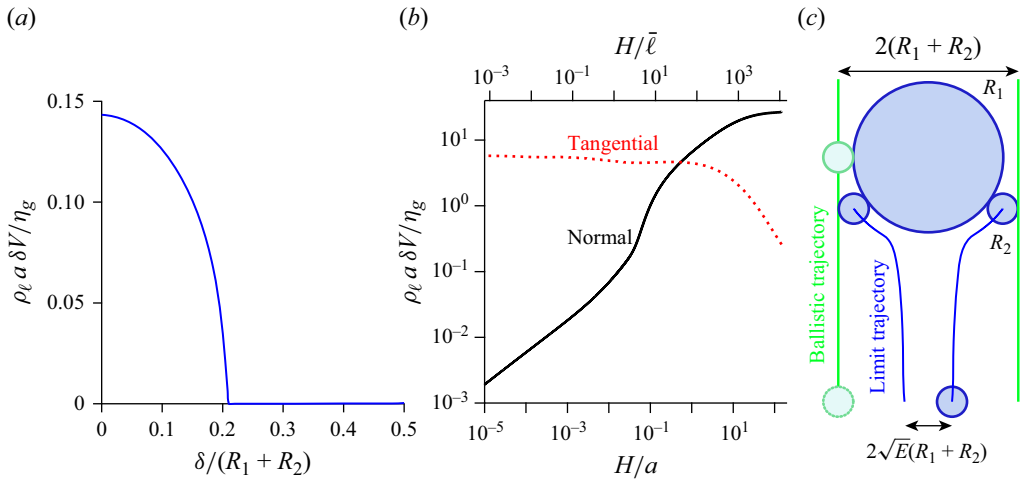 (a)
ρℓ a δV/ηg
0.15
0.10
0.05
0
0
0.1
0.2
0.3
0.4
0.5
δ/(R1 + R2)
(b)
H/ℓ̄
10⁻³
10⁻¹
10¹
10³
ρℓ a δV/ηg
10¹
10⁰
10⁻¹
10⁻²
10⁻³
Tangential
Normal
10⁻⁵
10⁻³
10⁻¹
10¹
H/a
(c)
2(R1 + R2)
R1
R2
Ballistic trajectory
Limit trajectory
2√E(R1 + R2)